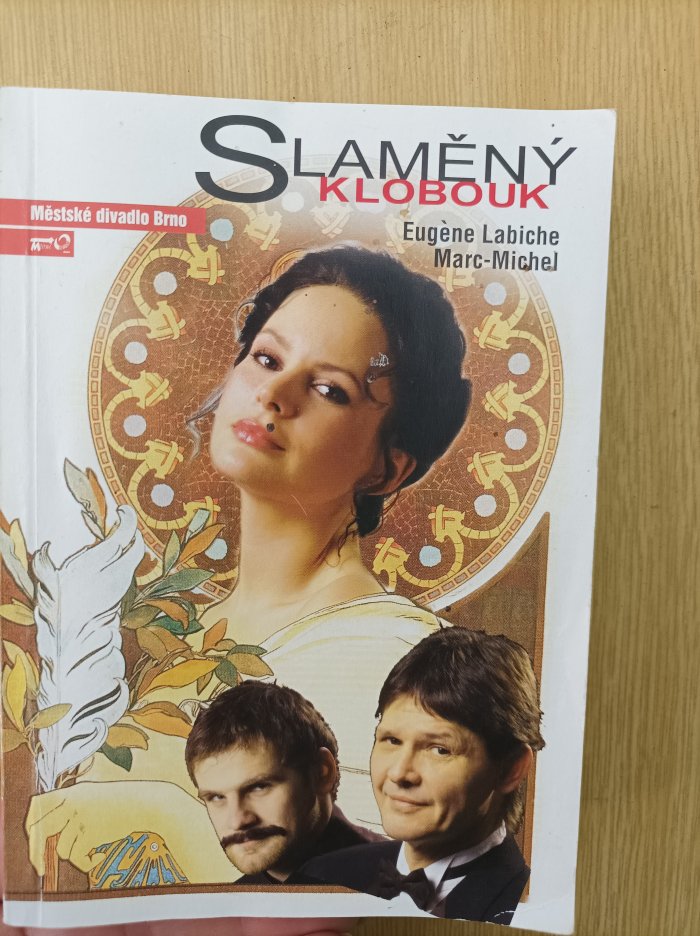 SLAMĚNÝ
KLOBOUK
Městské divadlo Brno
Eugène Labiche
Marc-Michel